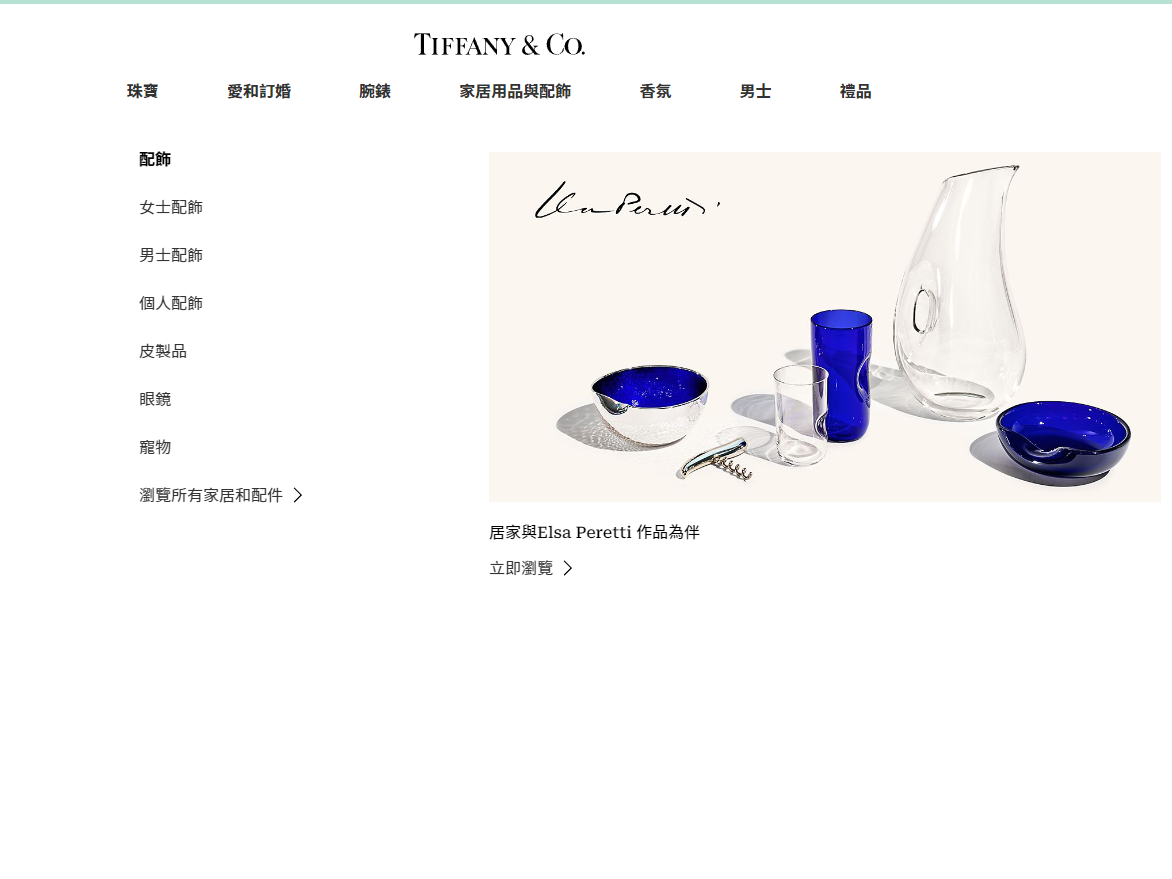 TIFFANY & CO.
珠寶 愛和訂婚 腕錶 家居用品與配飾 香氛 男士 禮品
配飾
女士配飾
男士配飾
個人配飾
皮製品
眼鏡
寵物
瀏覽所有家居和配件
Elsa Peretti
居家與Elsa Peretti 作品為伴
立即瀏覽